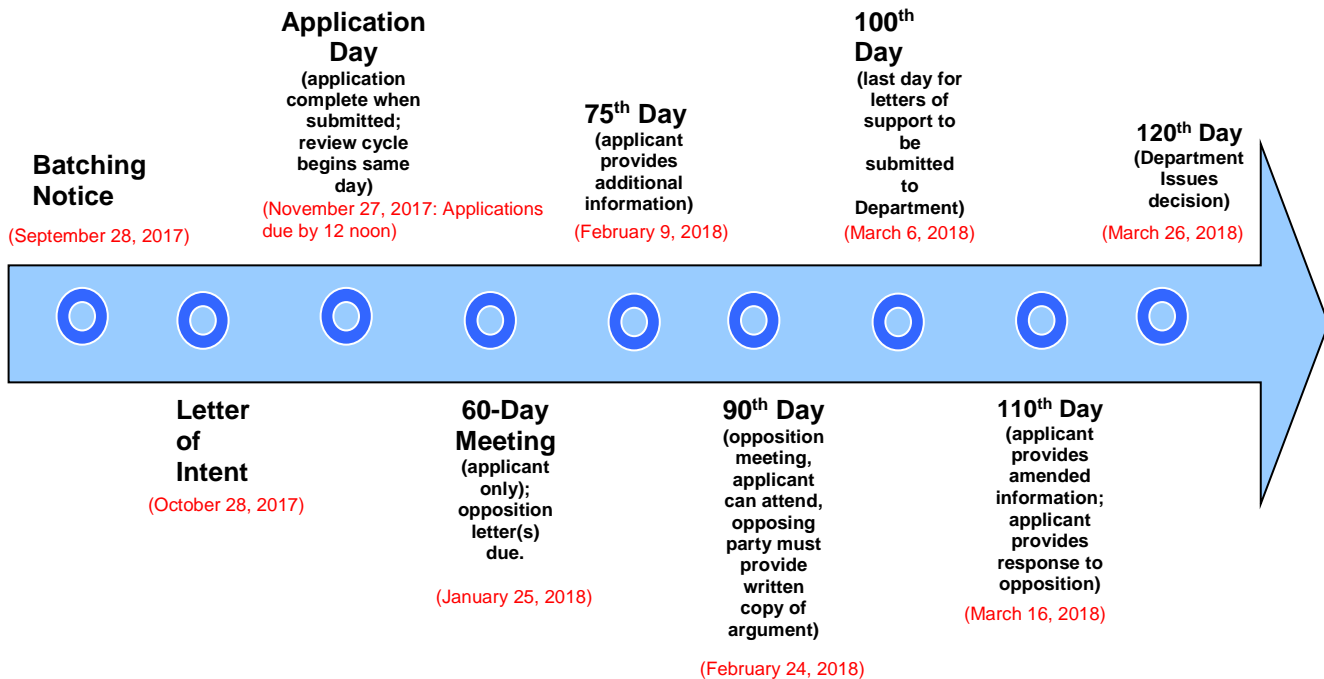 Batching
Notice
(September 28, 2017)
Letter
of
Intent
(October 28, 2017)
Application
Day
(application
complete when
submitted;
review cycle
begins same
day)
(November 27, 2017: Applications
due by 12 noon)
60-Day
Meeting
(applicant
only);
opposition
letter(s)
due.
(January 25, 2018)
75th Day
(applicant
provides
additional
information)
(February 9, 2018)
90th Day
(opposition
meeting,
applicant
can attend,
opposing
party must
provide
written
copy of
argument)
(February 24, 2018)
100th
Day
(last day for
letters of
support to
be
submitted
to
Department)
(March 6, 2018)
110th Day
(applicant
provides
amended
information;
applicant
provides
response to
opposition)
(March 16, 2018)
120th Day
(Department
Issues
decision)
(March 26, 2018)